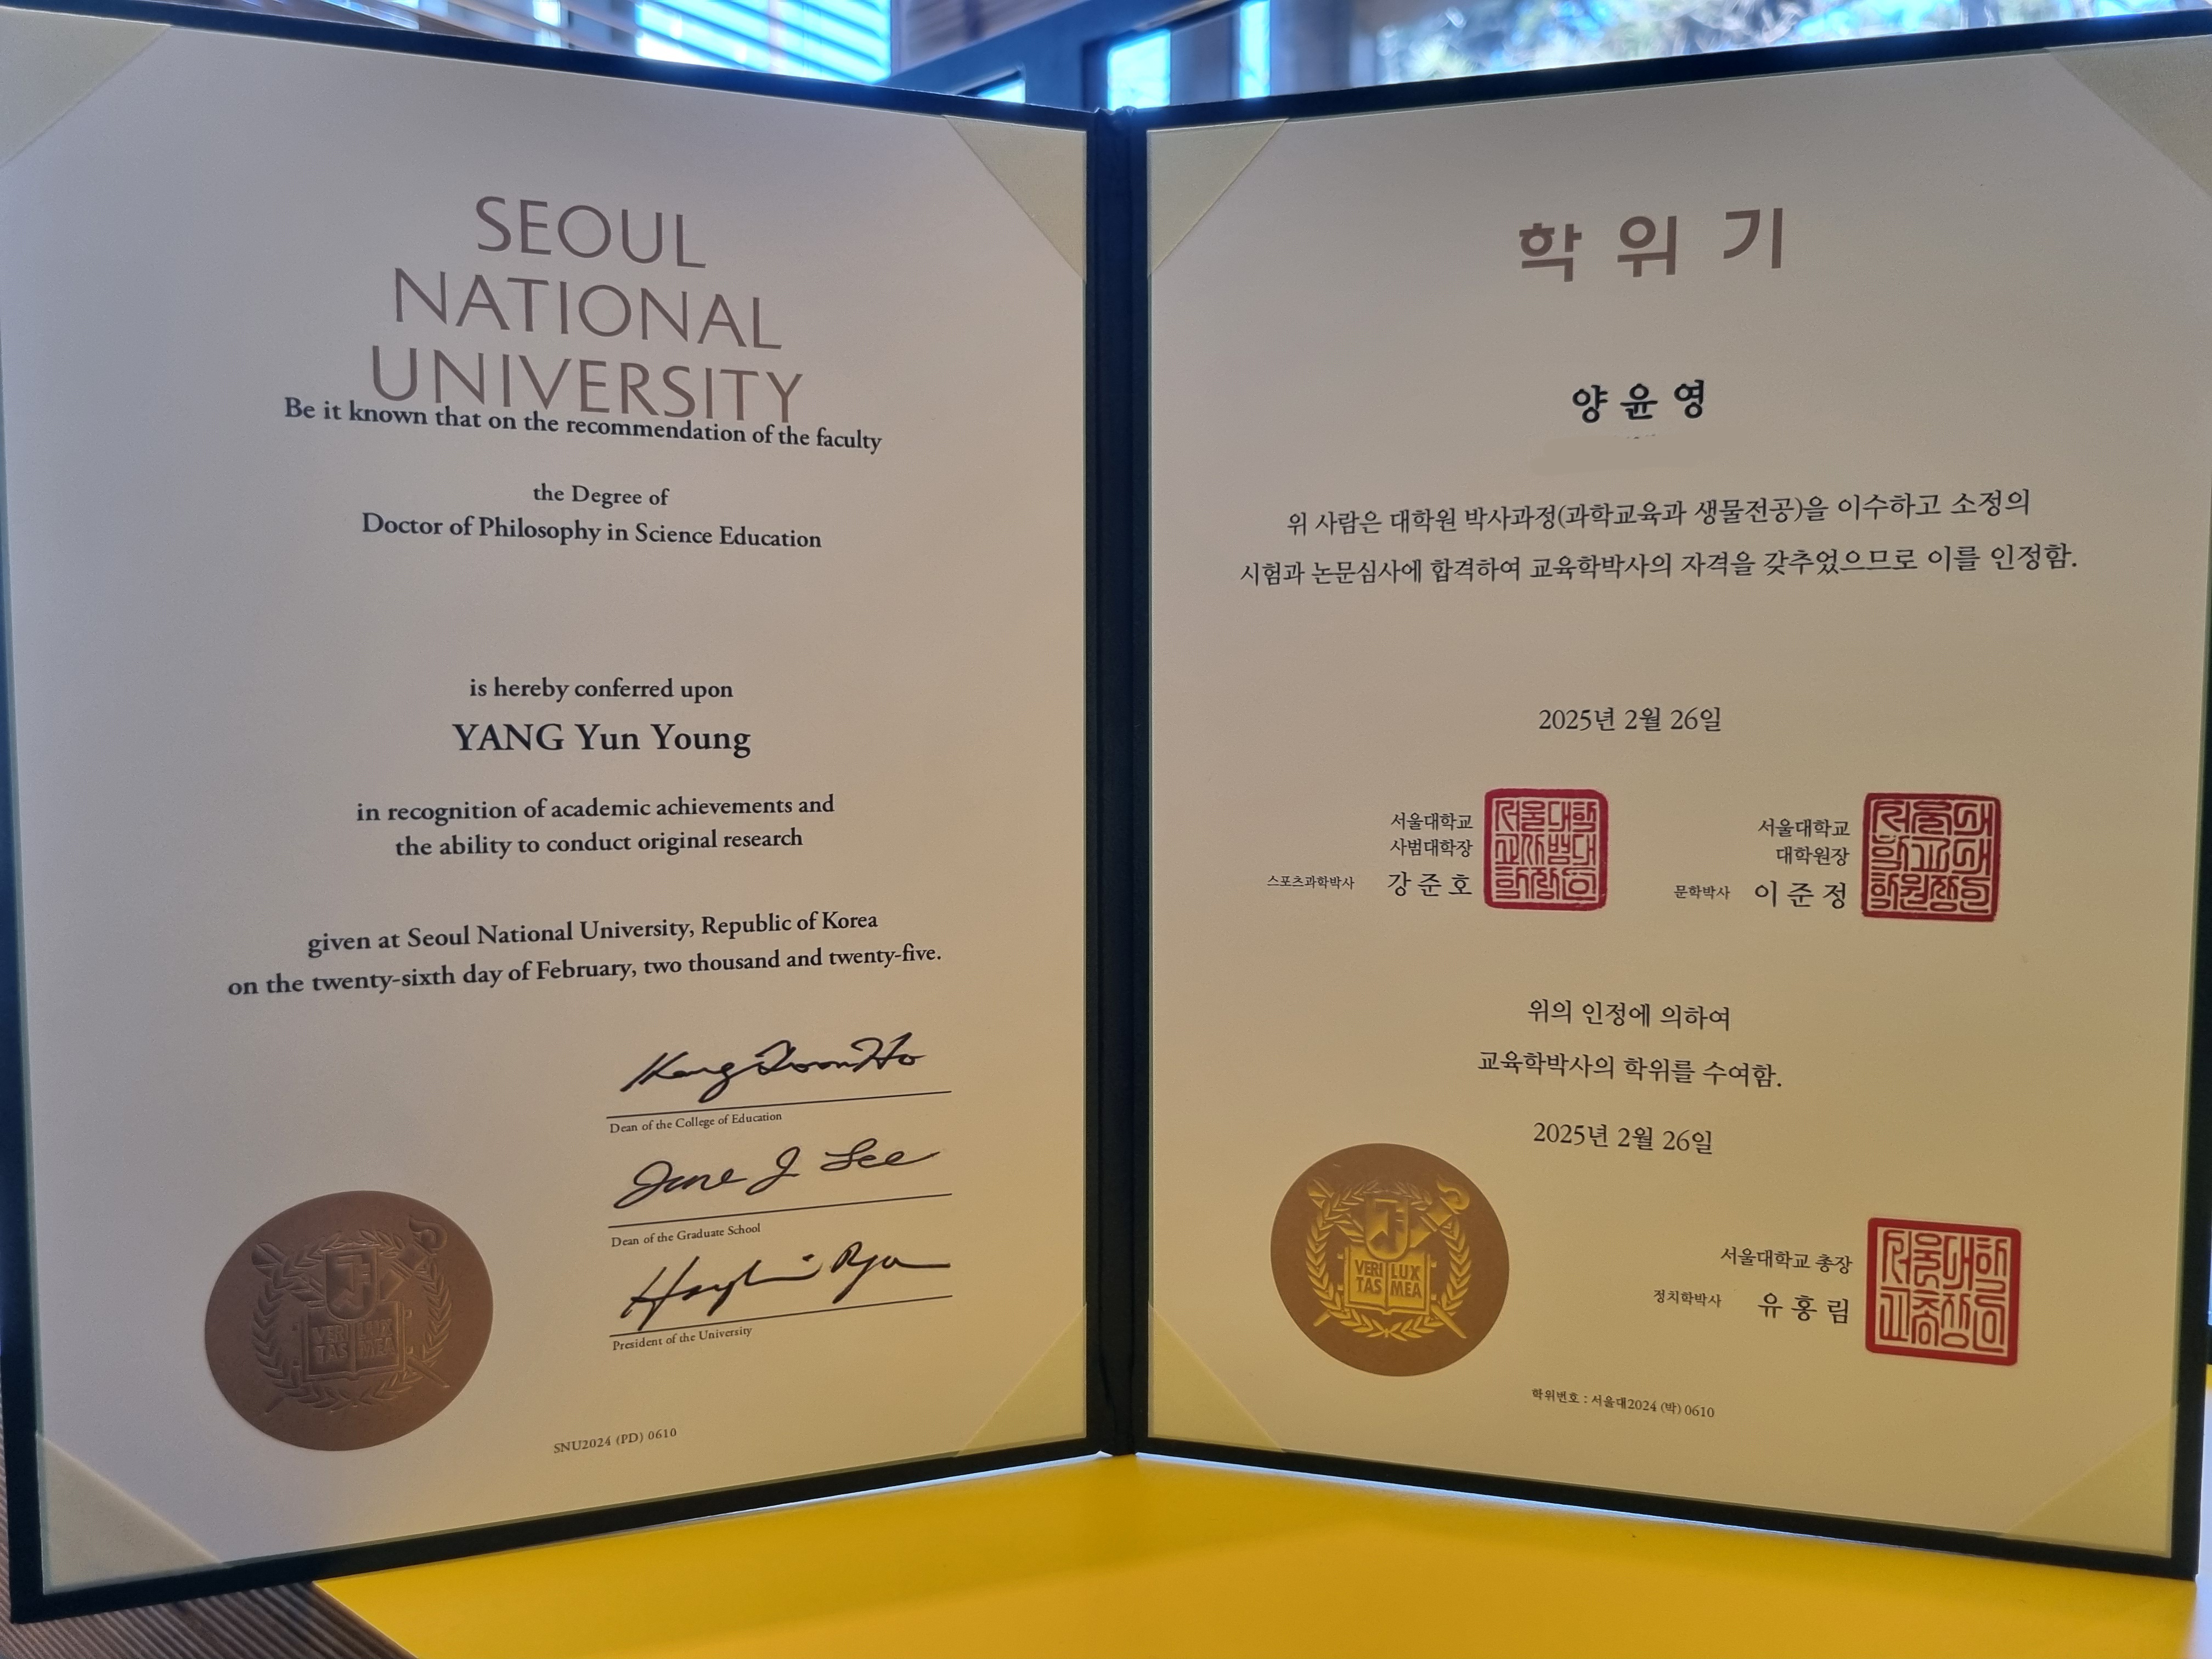 SEOUL
NATIONAL
UNIVERSITY
Be it known that on the recommendation of the faculty
the Degree of
Doctor of Philosophy in Science Education
is hereby conferred upon
YANG Yun Young
in recognition of academic achievements and
the ability to conduct original research
given at Seoul National University, Republic of Korea
on the twenty-sixth day of February, two thousand and twenty-five.
Kang Joon Ho
Dean of the College of Education
June J Lee
Dean of the Graduate School
President of the University
VERI LUX
TAS MEA
SNU2024 (PD) 0610
학위기
양윤영
위 사람은 대학원 박사과정(과학교육과 생물전공)을 이수하고 소정의
시험과 논문심사에 합격하여 교육학박사의 자격을 갖추었으므로 이를 인정함.
2025년 2월 26일
서울대학교
사범대학장
스포츠과학박사 강준호
서울대학교
대학원장
문학박사 이준정
위의 인정에 의하여
교육학박사의 학위를 수여함.
2025년 2월 26일
VERI LUX
TAS MEA
서울대학교 총장
정치학박사 유홍림
학위번호 : 서울대2024 (박) 0610